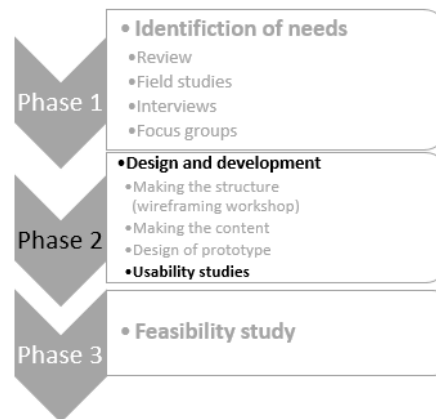 Phase 1
• Identifiction of needs
• Review
• Field studies
• Interviews
• Focus groups
Phase 2
•Design and development
•Making the structure
(wireframing workshop)
•Making the content
•Design of prototype
•Usability studies
Phase 3
• Feasibility study